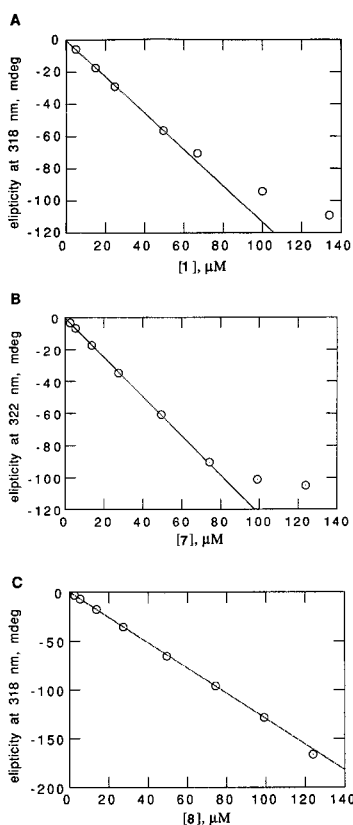 A
elipticity at 318 nm, mdeg
0
-20
-40
-60
-80
-100
-120
0 20 40 60 80 100 120 140
[1], μM
B
elipticity at 322 nm, mdeg
0
-20
-40
-60
-80
-100
-120
0 20 40 60 80 100 120 140
[7], μM
C
elipticity at 318 nm, mdeg
0
-50
-100
-150
-200
0 20 40 60 80 100 120 140
[8], μM